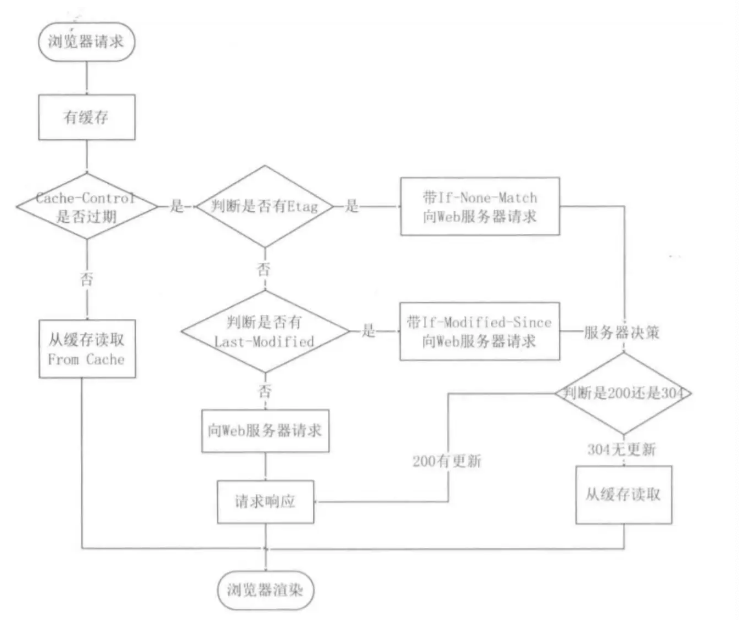 浏览器请求
有缓存
Cache-Control
是否过期
是
判断是否有Etag
是
带If-None-Match
向Web服务器请求
否
否
从缓存读取
From Cache
判断是否有
Last-Modified
是
带If-Modified-Since
向Web服务器请求
服务器决策
判断是200还是304
否
向Web服务器请求
200有更新
304无更新
请求响应
从缓存读取
浏览器渲染